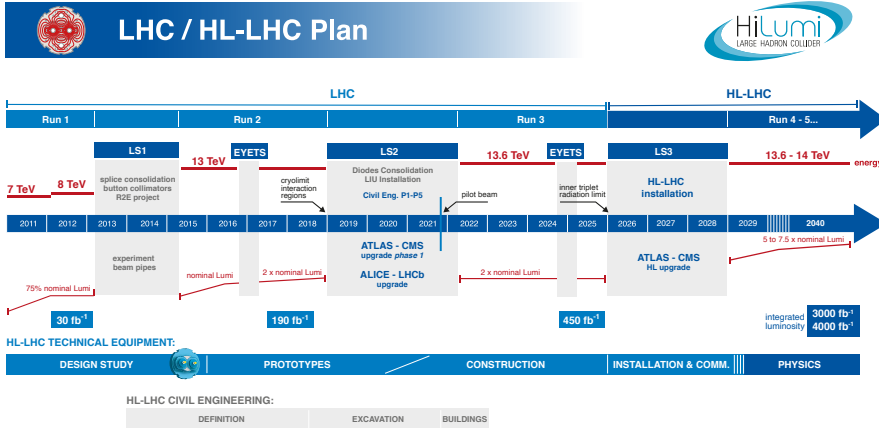 LHC / HL-LHC Plan
HiLumi
LARGE HADRON COLLIDER
LHC
HL-LHC
Run 1
Run 2
Run 3
Run 4 - 5...
LS1
EYETS
LS2
EYETS
LS3
7 TeV
8 TeV
13 TeV
13.6 TeV
13.6 - 14 TeV
energy
splice consolidation
button collimators
R2E project
cryolimit
interaction
regions
Diodes Consolidation
LIU Installation
Civil Eng. P1-P5
pilot beam
inner triplet
radiation limit
HL-LHC
installation
2011 2012 2013 2014 2015 2016 2017 2018 2019 2020 2021 2022 2023 2024 2025 2026 2027 2028 2029 2040
experiment
beam pipes
ATLAS - CMS
upgrade phase 1
ALICE - LHCb
upgrade
ATLAS - CMS
HL upgrade
75% nominal Lumi
nominal Lumi
2 x nominal Lumi
2 x nominal Lumi
5 to 7.5 x nominal Lumi
30 fb-1
190 fb-1
450 fb-1
integrated
luminosity
3000 fb-1
4000 fb-1
HL-LHC TECHNICAL EQUIPMENT:
DESIGN STUDY
PROTOTYPES
CONSTRUCTION
INSTALLATION & COMM.
PHYSICS
HL-LHC CIVIL ENGINEERING:
DEFINITION
EXCAVATION
BUILDINGS